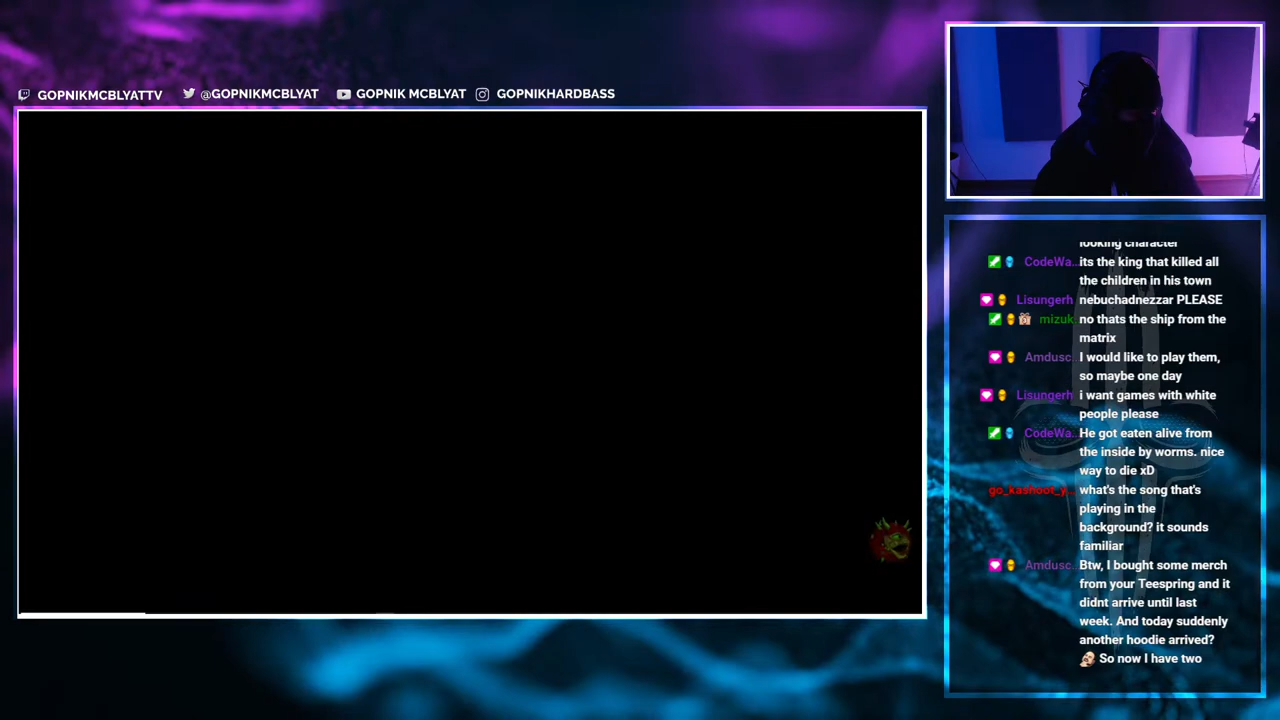 GOPNIKMCBLYATTV @GOPNIKMCBLYAT GOPNIK MCBLYAT GOPNIKHARDBASS
looking character
CodeWa... its the king that killed all
the children in his town
Lisungerh nebuchadnezzar PLEASE
mizuk no thats the ship from the
matrix
Amdusc... I would like to play them,
so maybe one day
Lisungerh i want games with white
people please
CodeWa... He got eaten alive from
the inside by worms. nice
way to die xD
go_kashoot_y... what's the song that's
playing in the
background? it sounds
familiar
Amdusc... Btw, I bought some merch
from your Teespring and it
didnt arrive until last
week. And today suddenly
another hoodie arrived?
So now I have two